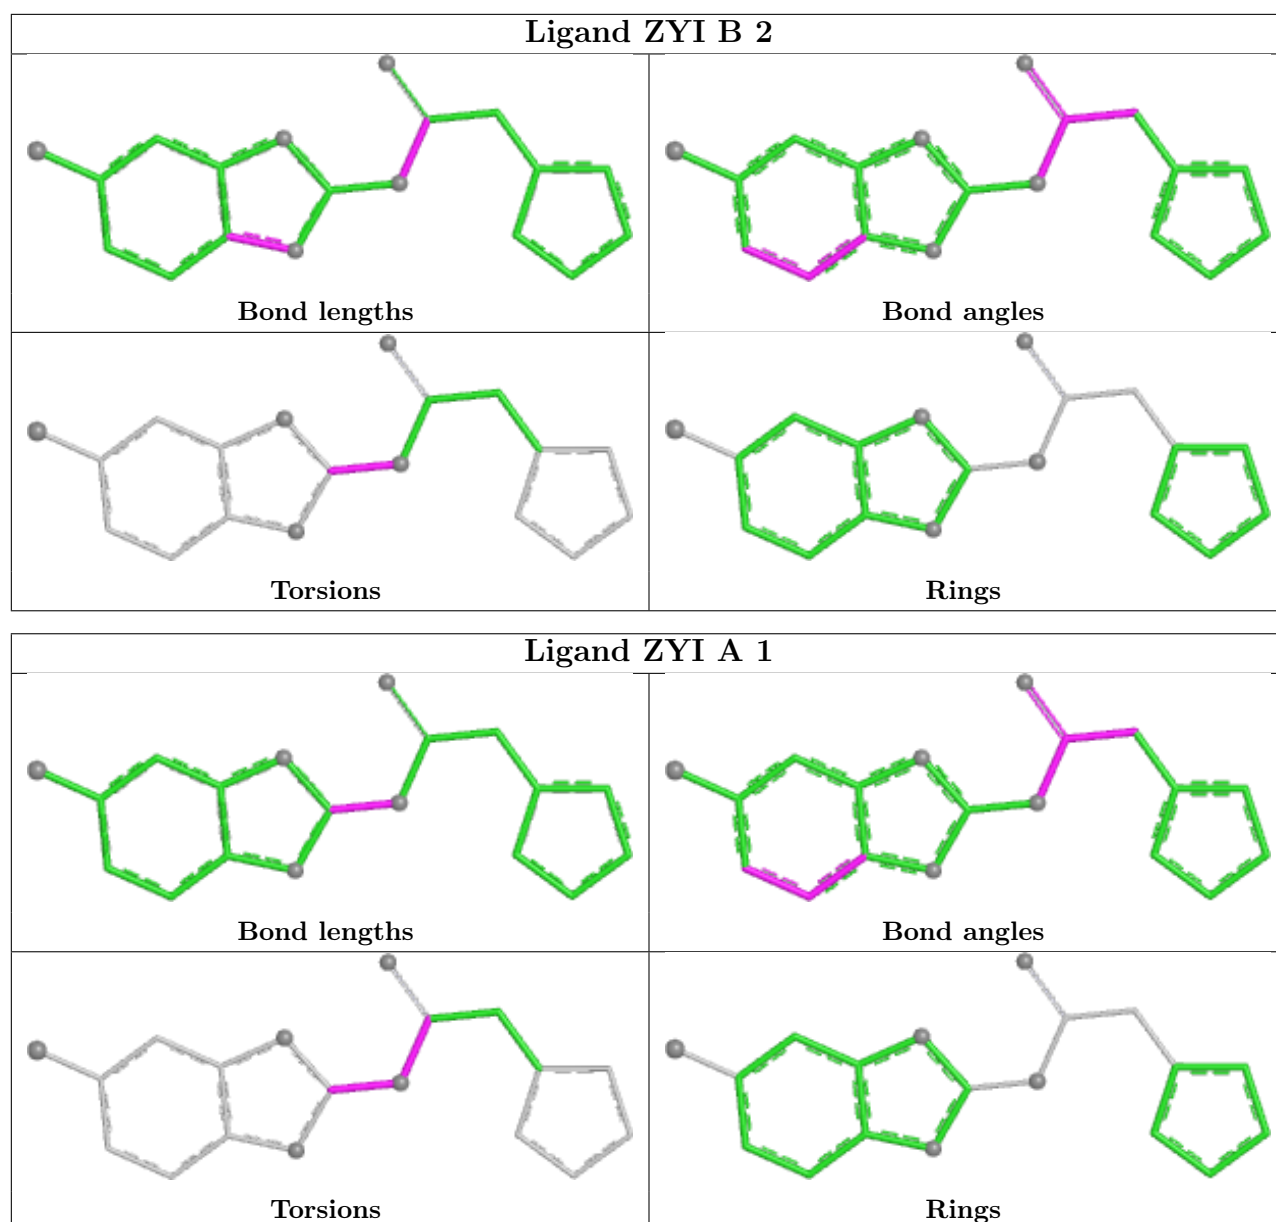 Ligand ZYI B 2
Bond lengths
Bond angles
Torsions
Rings
Ligand ZYI A 1
Bond lengths
Bond angles
Torsions
Rings